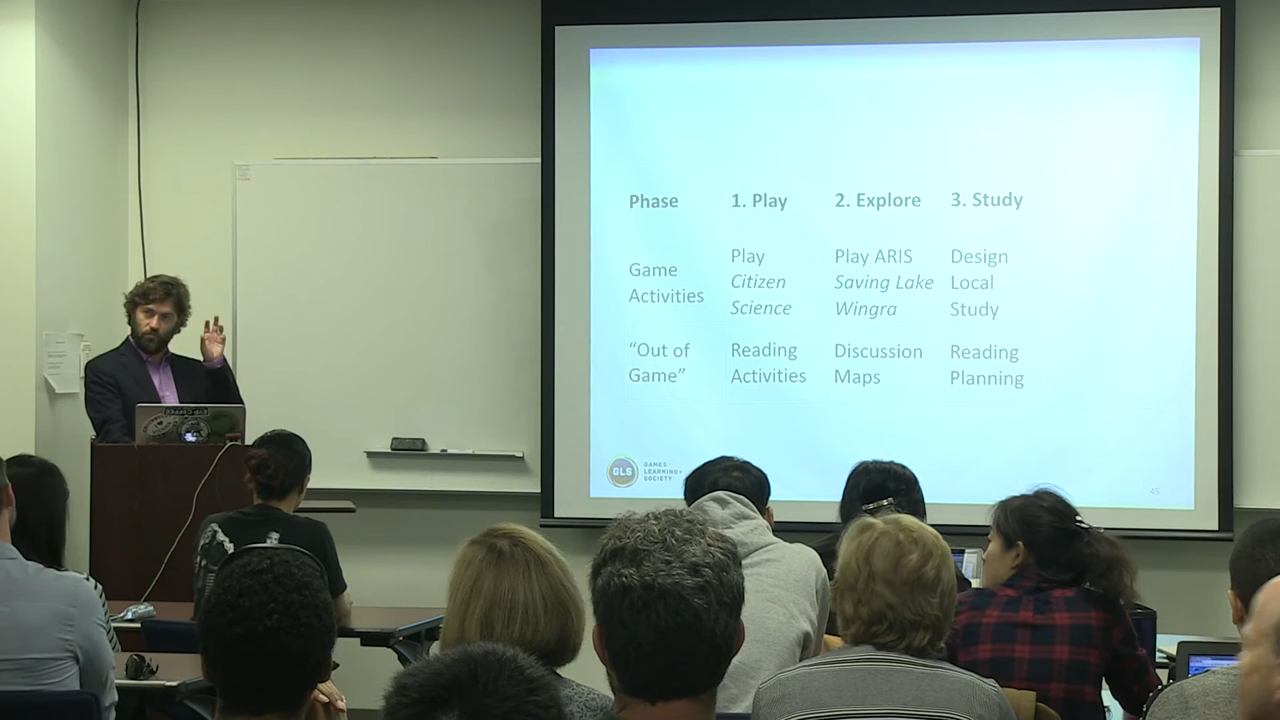 Phase 1. Play 2. Explore 3. Study
Game Activities
Play Citizen Science
Play ARIS Saving Lake Wingra
Design Local Study
“Out of Game”
Reading Activities
Discussion Maps
Reading Planning
GLS
GAMES+
LEARNING+
SOCIETY
45